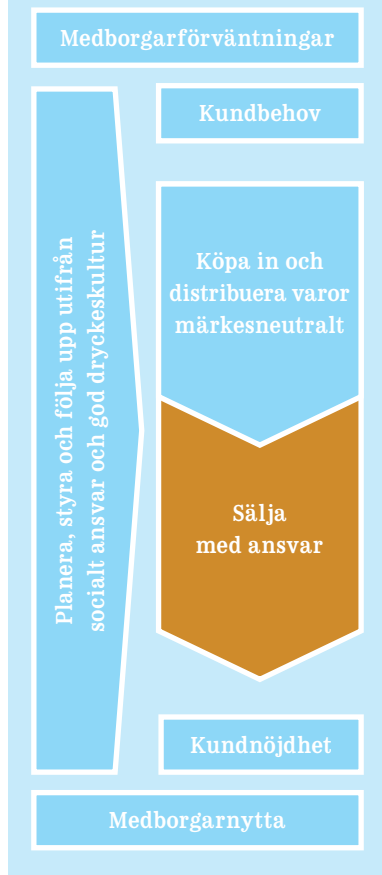 Medborgarförväntningar
Kundbehov
Planera, styra och följa upp utifrån
socialt ansvar och god dryckeskultur
Köpa in och
distribuera varor
märkesneutralt
Sälja
med ansvar
Kundnöjdhet
Medborgarnytta